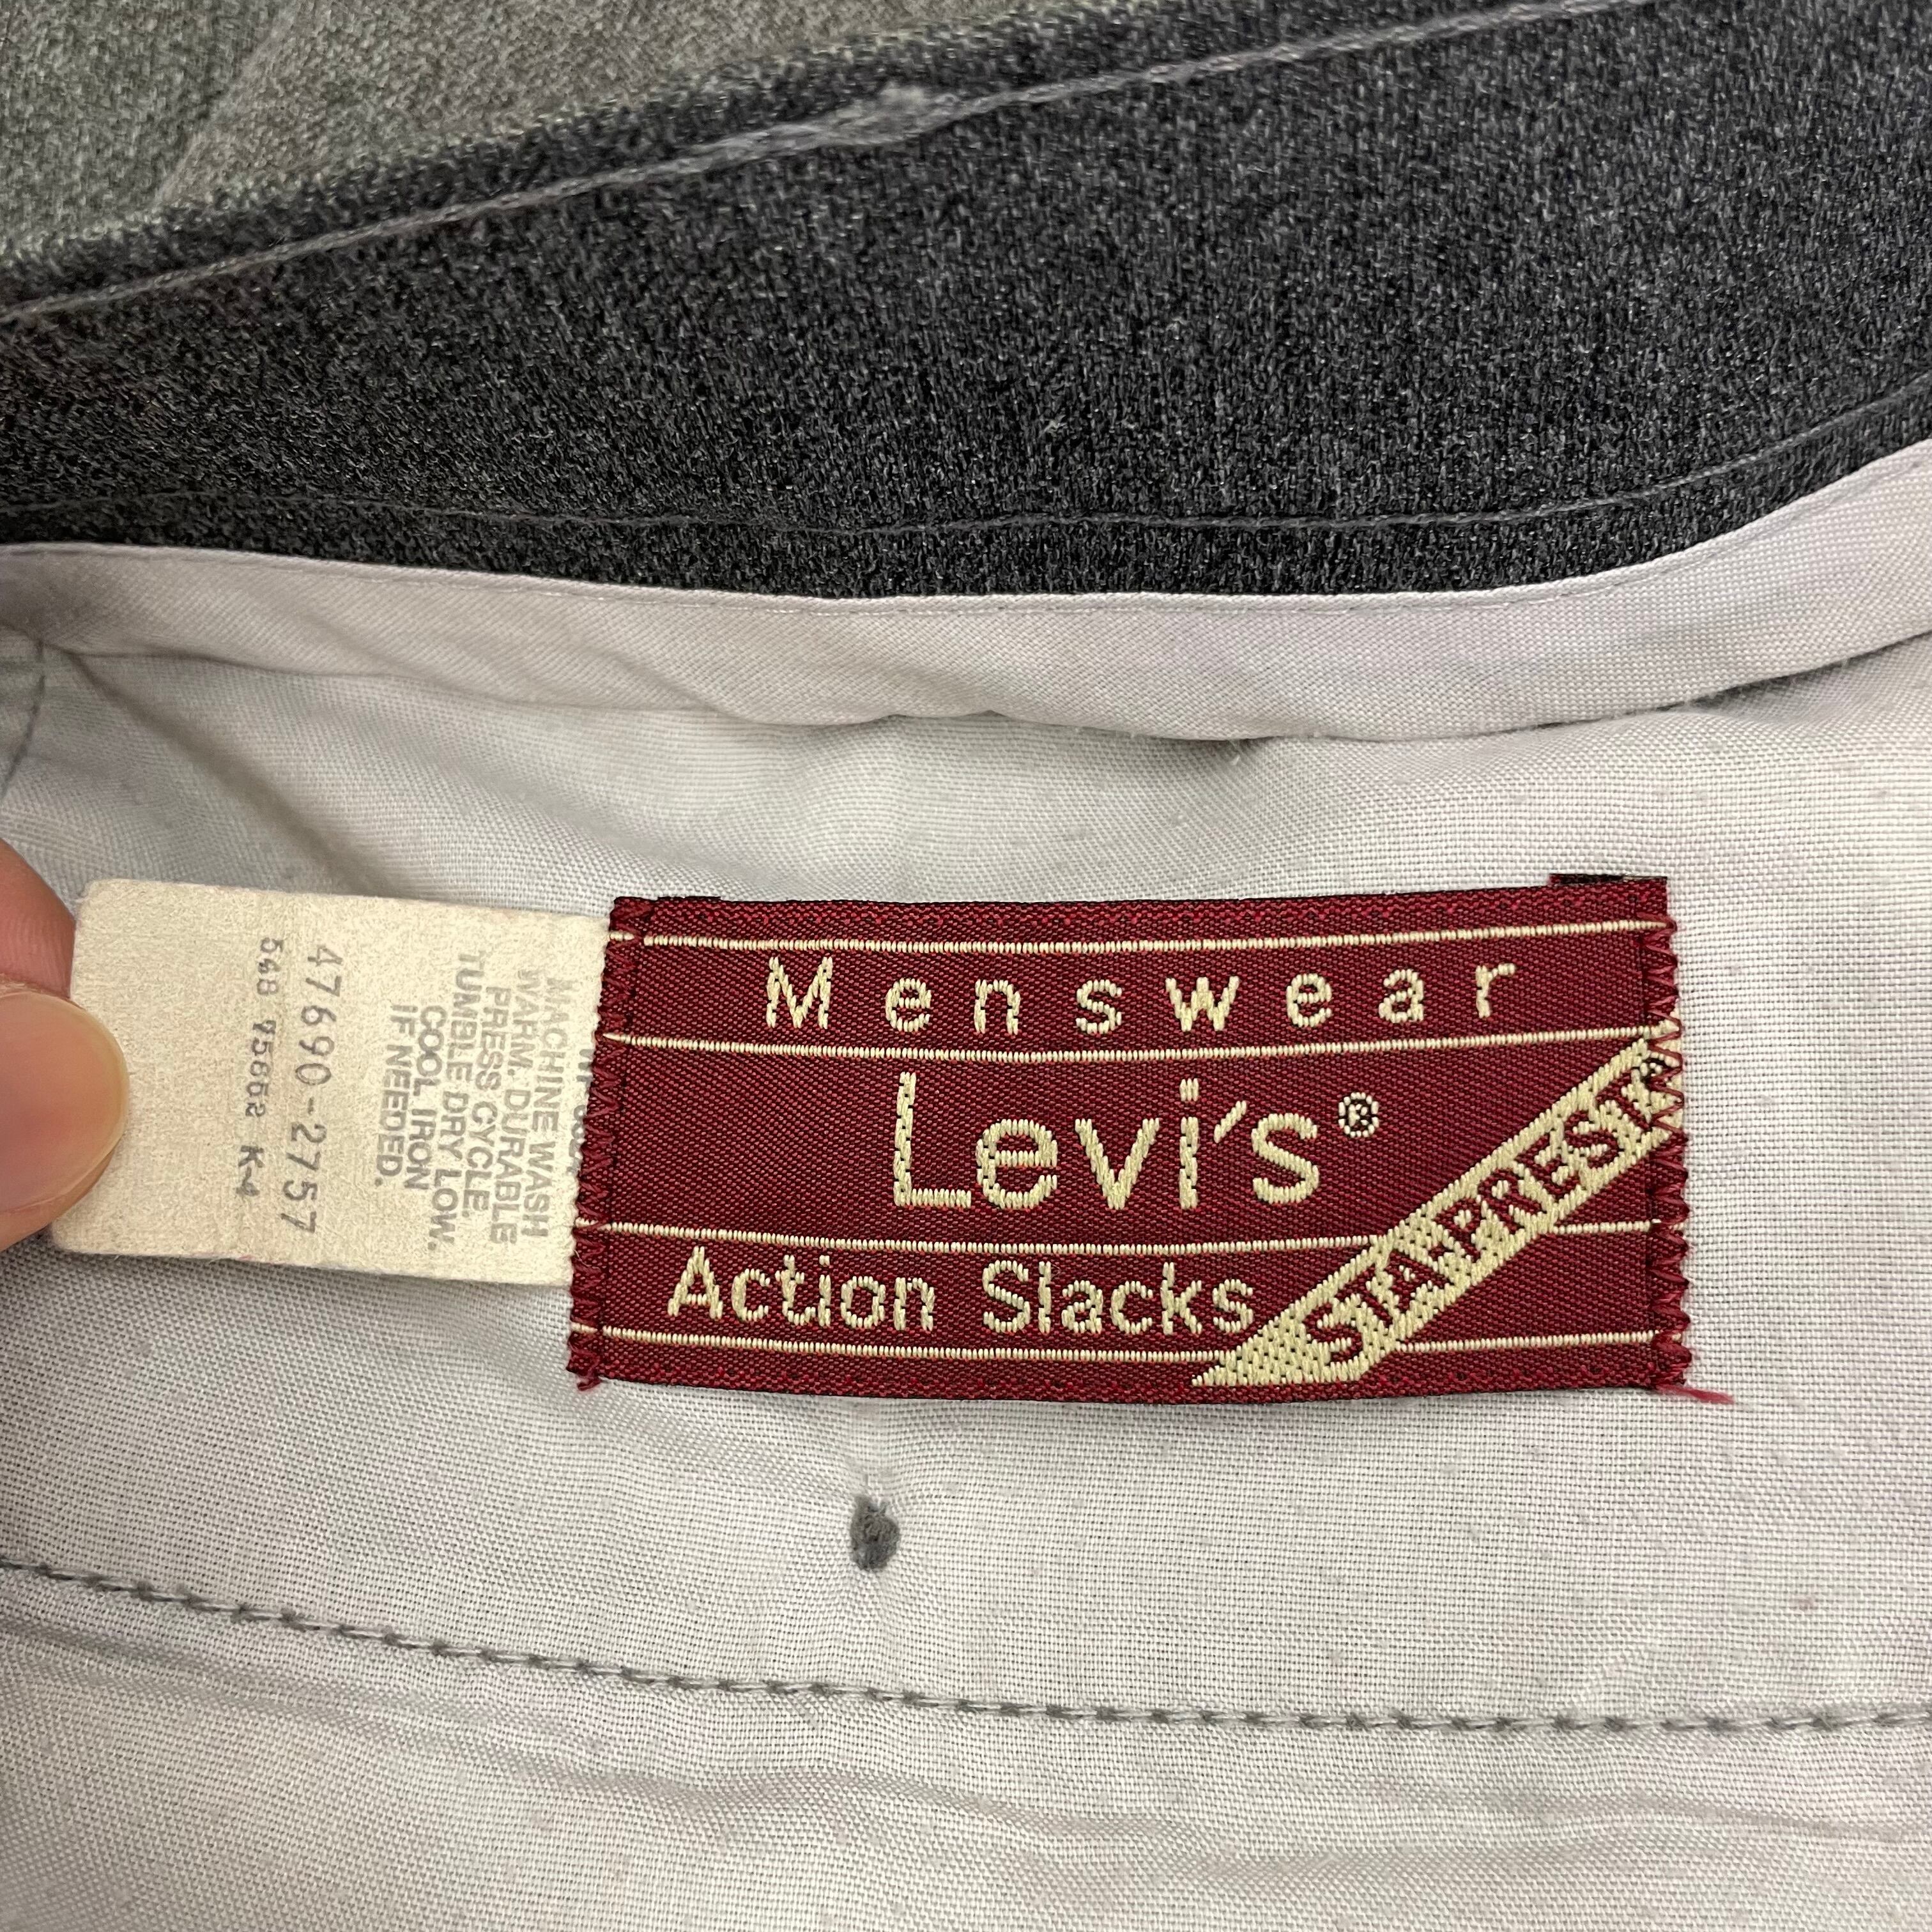 Menswear
Levi's®
Action Slacks
STA-PREST®
MACHINE WASH
WARM. DURABLE
PRESS CYCLE.
TUMBLE DRY LOW.
COOL IRON
IF NEEDED.
47690-2757